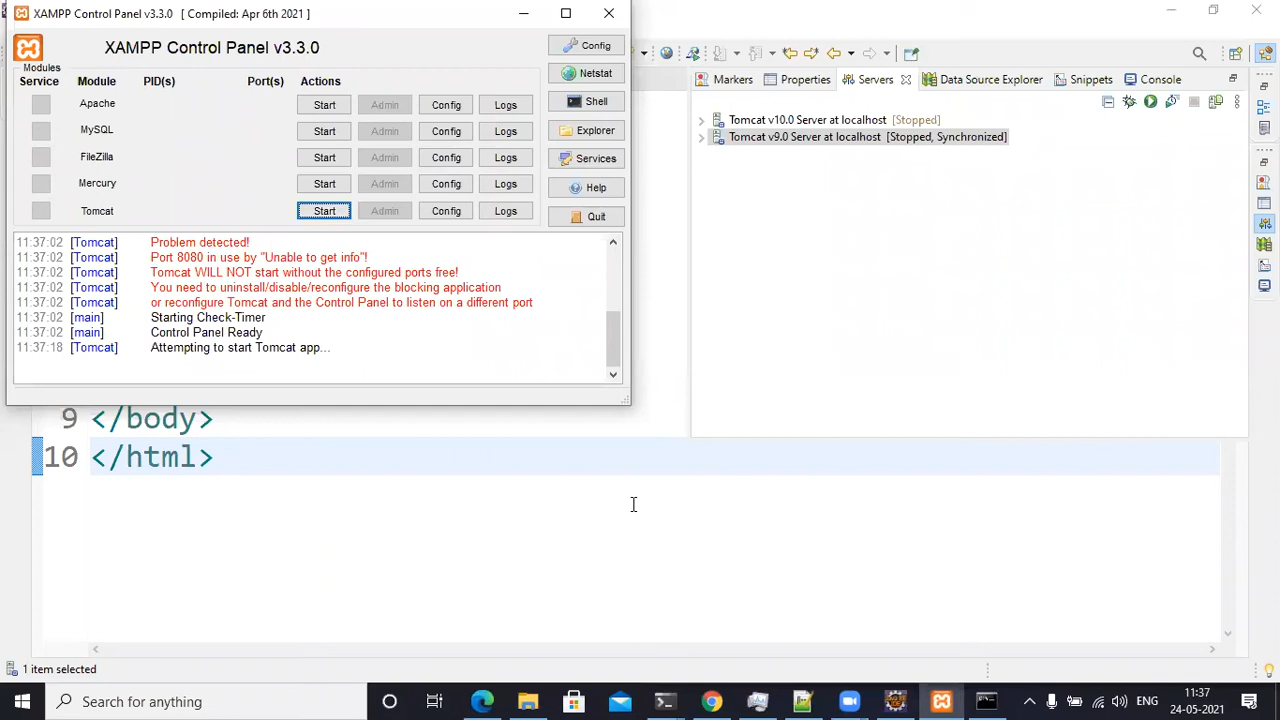 XAMPP Control Panel v3.3.0 [ Compiled: Apr 6th 2021 ]
XAMPP Control Panel v3.3.0
Config
Modules
Service Module PID(s) Port(s) Actions
Netstat
Apache Start Admin Config Logs
Shell
MySQL Start Admin Config Logs
Explorer
FileZilla Start Admin Config Logs
Services
Mercury Start Admin Config Logs
Help
Tomcat Start Admin Config Logs
Quit
11:37:02 [Tomcat] Problem detected!
11:37:02 [Tomcat] Port 8080 in use by "Unable to get info"!
11:37:02 [Tomcat] Tomcat WILL NOT start without the configured ports free!
11:37:02 [Tomcat] You need to uninstall/disable/reconfigure the blocking application
11:37:02 [Tomcat] or reconfigure Tomcat and the Control Panel to listen on a different port
11:37:02 [main] Starting Check-Timer
11:37:02 [main] Control Panel Ready
11:37:18 [Tomcat] Attempting to start Tomcat app...
Markers Properties Servers Data Source Explorer Snippets Console
Tomcat v10.0 Server at localhost [Stopped]
Tomcat v9.0 Server at localhost [Stopped, Synchronized]
9 </body>
10 </html>
1 item selected
Search for anything
ENG
11:37
24-05-2021